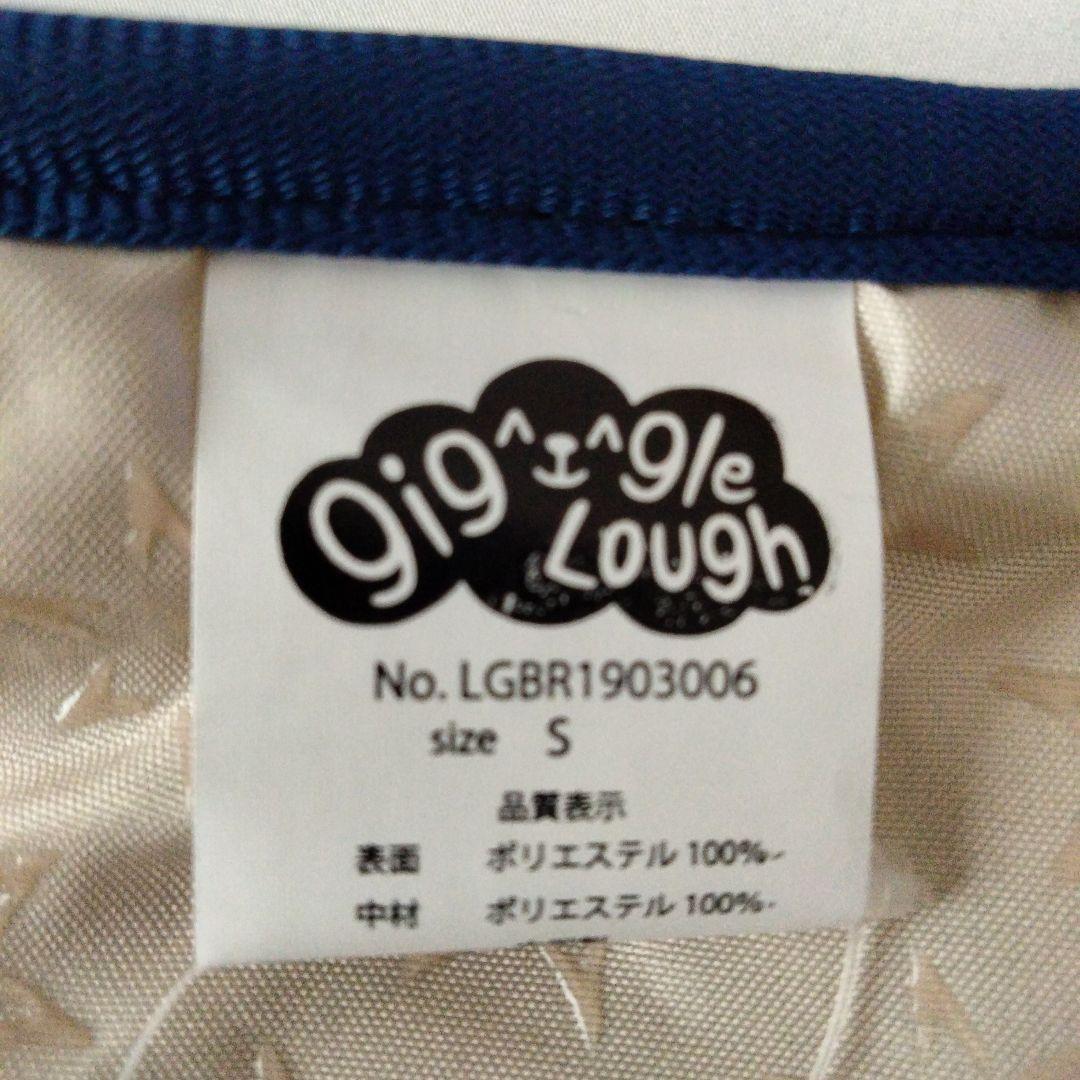 gig^ｪ^gle
Lough
No. LGBR1903006
size S
品質表示
表面 ポリエステル 100%
中材 ポリエステル 100%